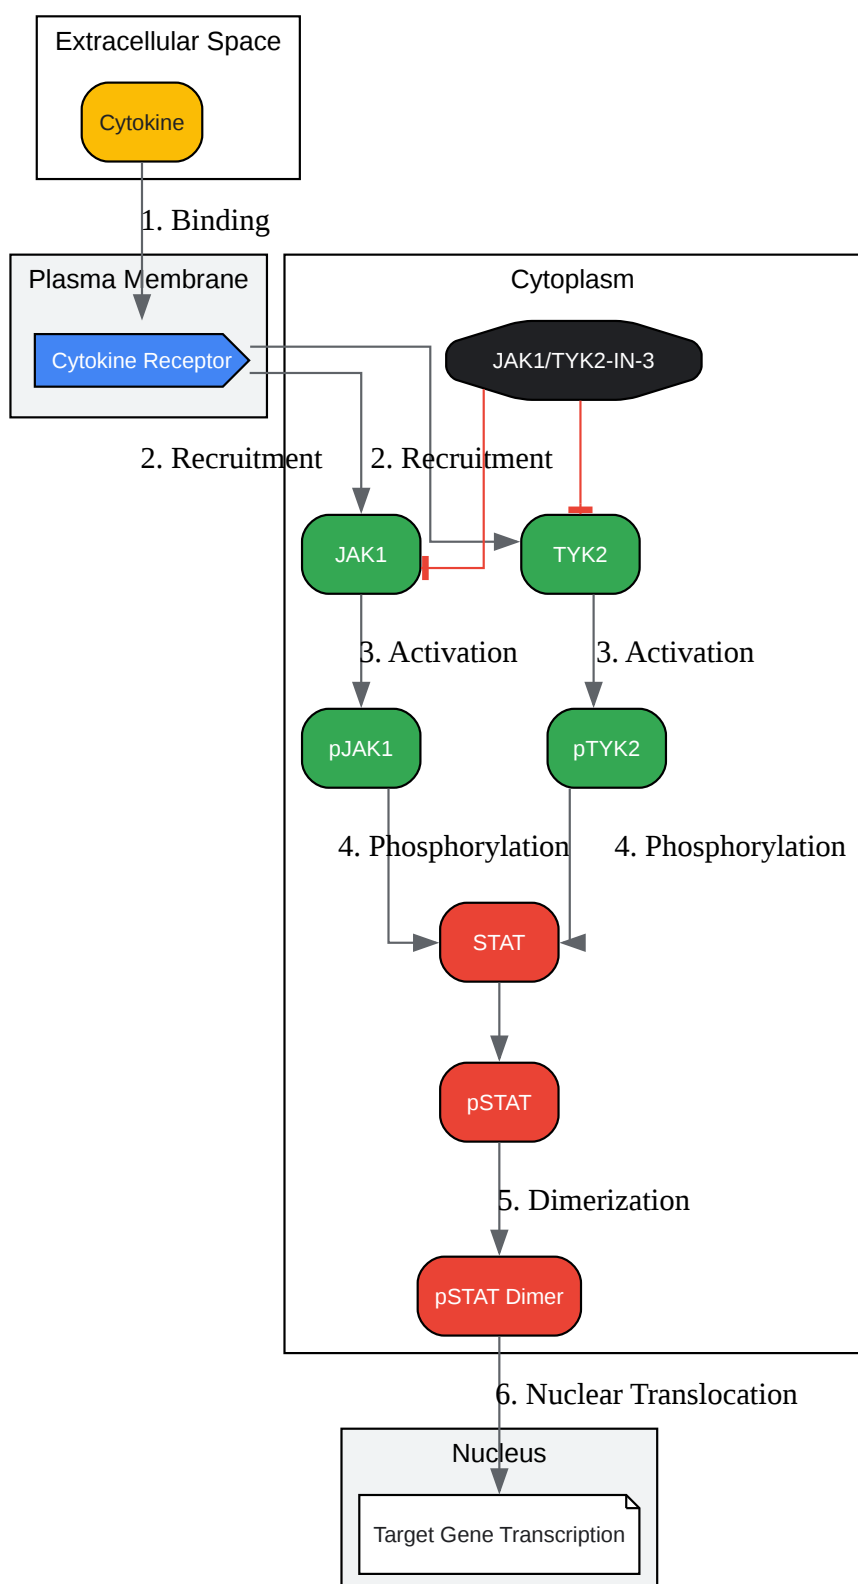 Extracellular Space
Cytokine
1. Binding
Plasma Membrane
Cytoplasm
Cytokine Receptor
JAK1/TYK2-IN-3
2. Recruitment
2. Recruitment
JAK1
TYK2
3. Activation
3. Activation
pJAK1
pTYK2
4. Phosphorylation
4. Phosphorylation
STAT
pSTAT
5. Dimerization
pSTAT Dimer
6. Nuclear Translocation
Nucleus
Target Gene Transcription